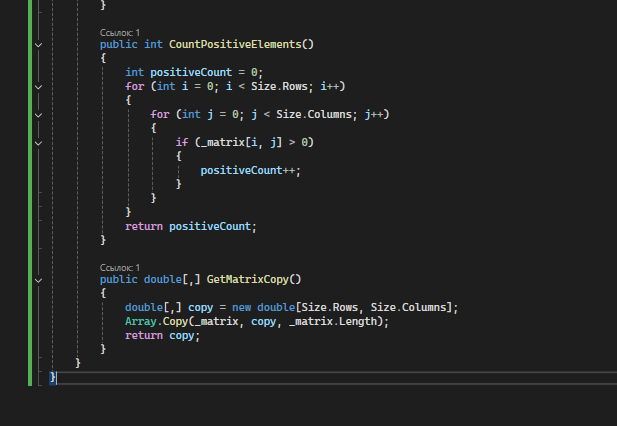 }
Ссылок: 1
public int CountPositiveElements()
{
int positiveCount = 0;
for (int i = 0; i < Size.Rows; i++)
{
for (int j = 0; j < Size.Columns; j++)
{
if (_matrix[i, j] > 0)
{
positiveCount++;
}
}
}
return positiveCount;
}
Ссылок: 1
public double[,] GetMatrixCopy()
{
double[,] copy = new double[Size.Rows, Size.Columns];
Array.Copy(_matrix, copy, _matrix.Length);
return copy;
}
}
}